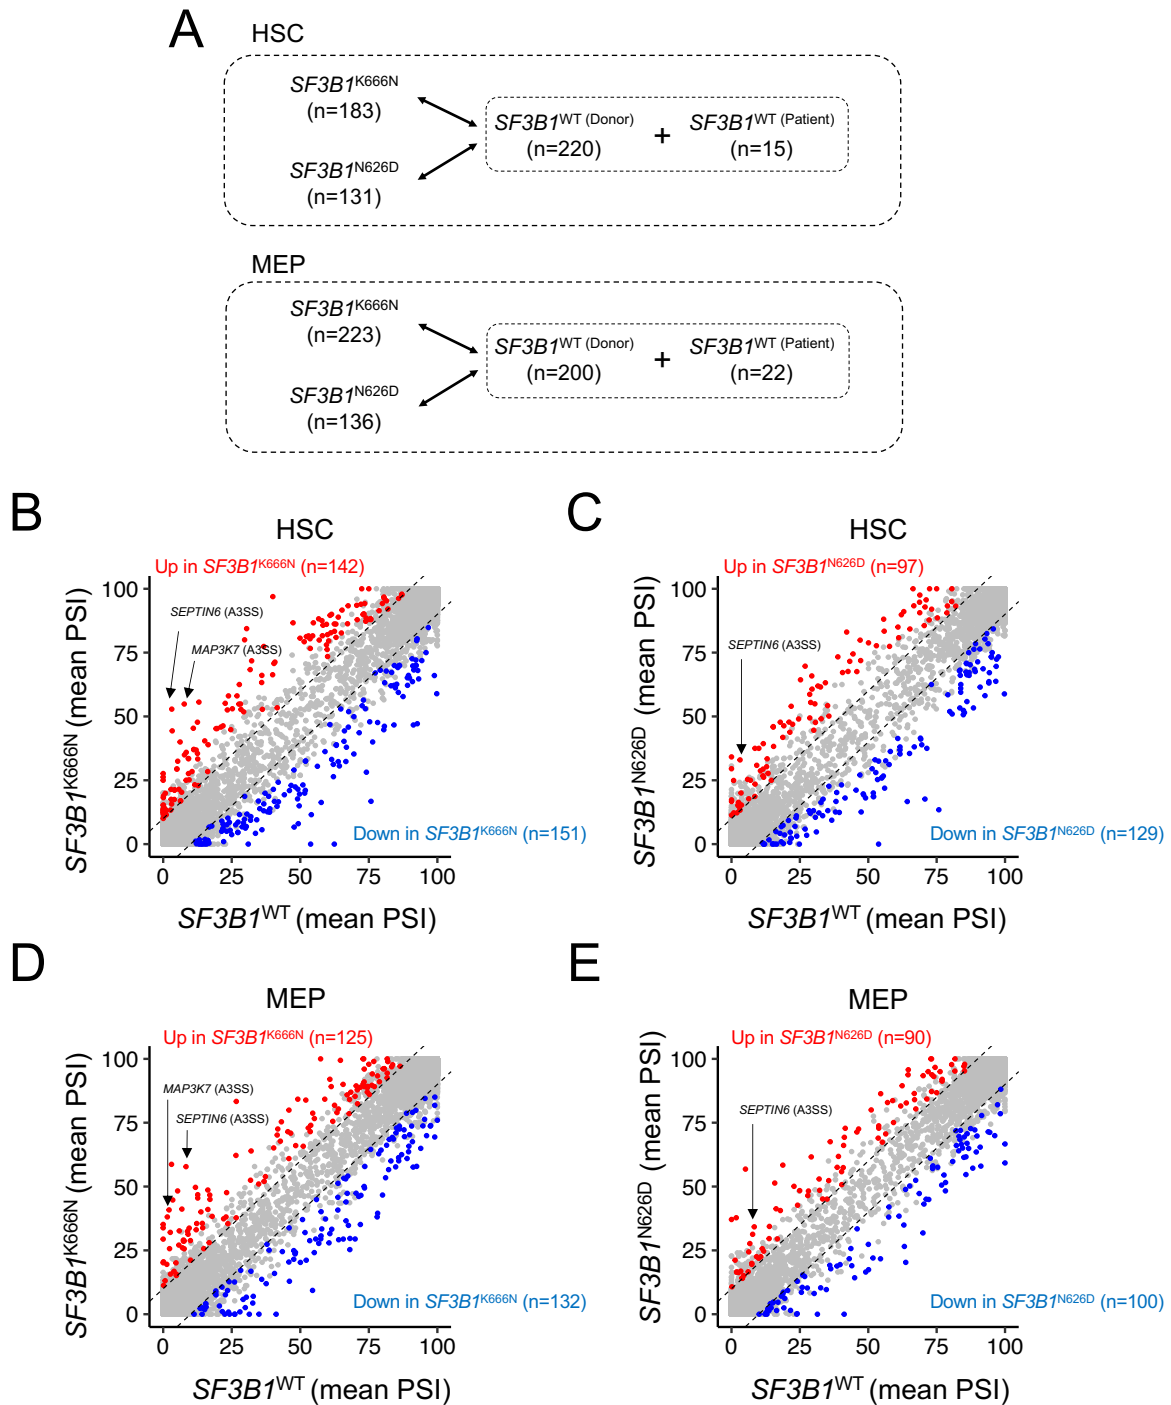 A
HSC
SF3B1K666N
(n=183)
SF3B1N626D
(n=131)
SF3B1WT (Donor)
(n=220)
+
SF3B1WT (Patient)
(n=15)
MEP
SF3B1K666N
(n=223)
SF3B1N626D
(n=136)
SF3B1WT (Donor)
(n=200)
+
SF3B1WT (Patient)
(n=22)
B
HSC
Up in SF3B1K666N (n=142)
SEPTIN6 (A3SS)
MAP3K7 (A3SS)
Down in SF3B1K666N (n=151)
SF3B1K666N (mean PSI)
100
75
50
25
0
0 25 50 75 100
SF3B1WT (mean PSI)
C
HSC
Up in SF3B1N626D (n=97)
SEPTIN6 (A3SS)
Down in SF3B1N626D (n=129)
SF3B1N626D (mean PSI)
100
75
50
25
0
0 25 50 75 100
SF3B1WT (mean PSI)
D
MEP
Up in SF3B1K666N (n=125)
MAP3K7 (A3SS)
SEPTIN6 (A3SS)
Down in SF3B1K666N (n=132)
SF3B1K666N (mean PSI)
100
75
50
25
0
0 25 50 75 100
SF3B1WT (mean PSI)
E
MEP
Up in SF3B1N626D (n=90)
SEPTIN6 (A3SS)
Down in SF3B1N626D (n=100)
SF3B1N626D (mean PSI)
100
75
50
25
0
0 25 50 75 100
SF3B1WT (mean PSI)